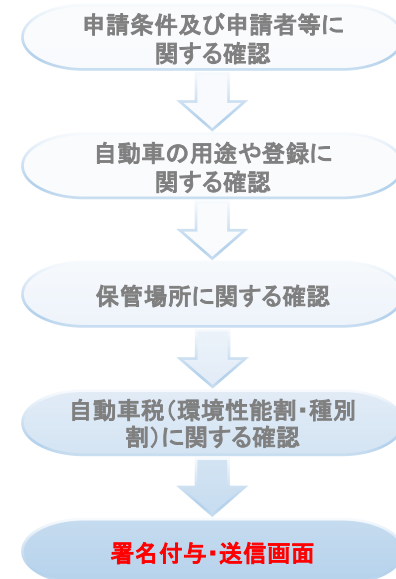 申請条件及び申請者等に
関する確認
自動車の用途や登録に
関する確認
保管場所に関する確認
自動車税(環境性能割・種別
割)に関する確認
署名付与・送信画面